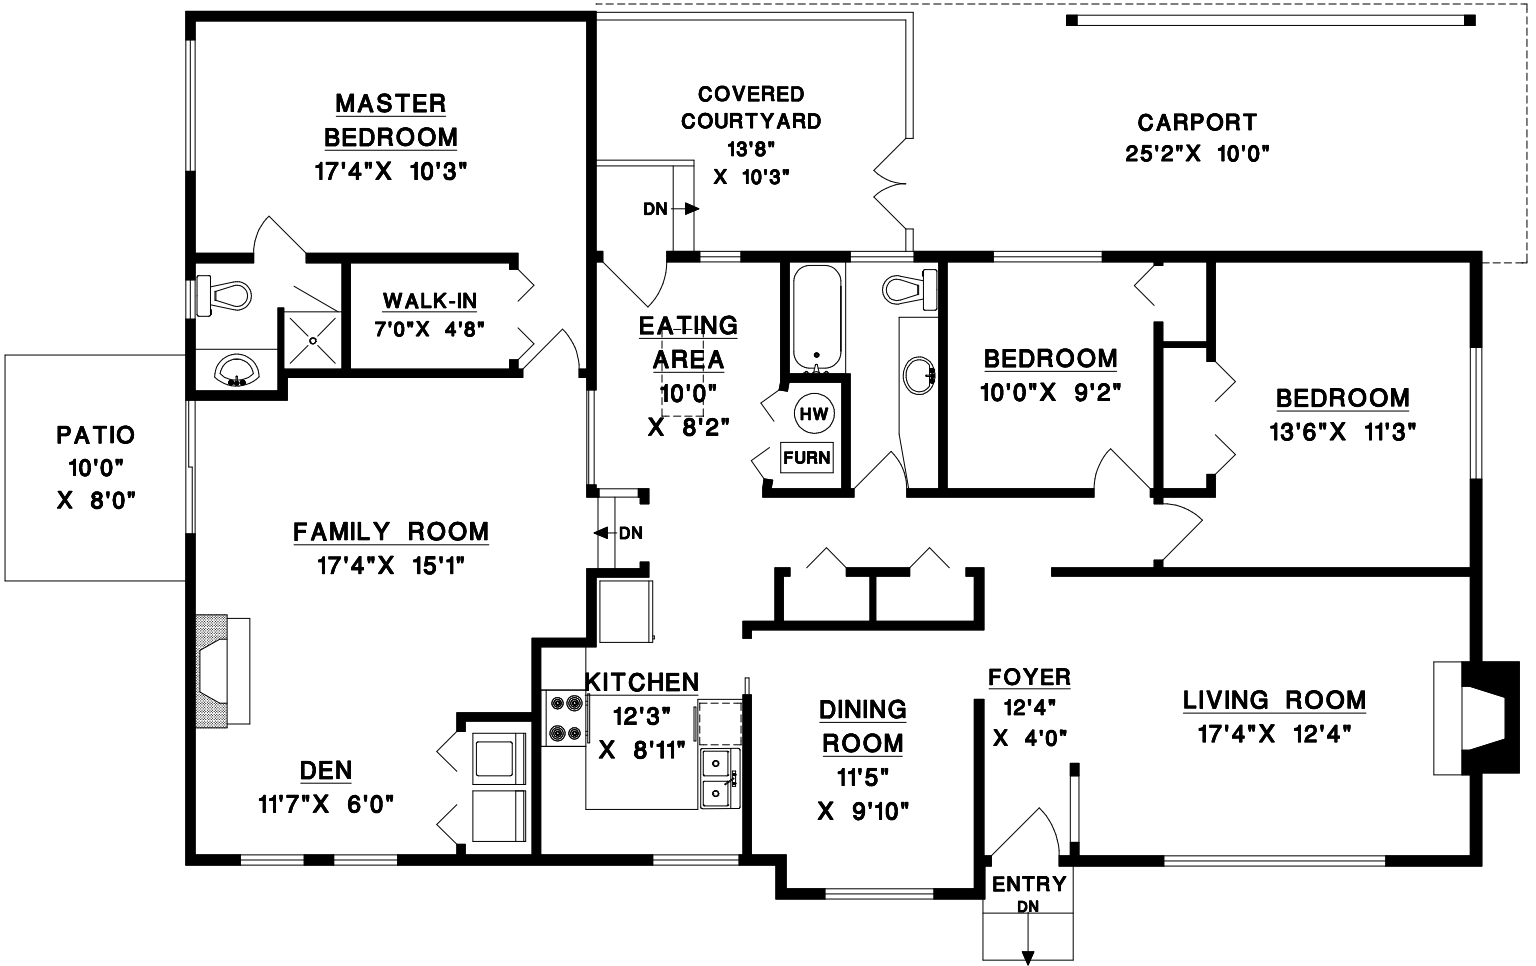 MASTER
BEDROOM
17'4"X 10'3"
COVERED
COURTYARD
13'8"
X 10'3"
CARPORT
25'2"X 10'0"
DN
WALK-IN
7'0"X 4'8"
EATING
AREA
10'0"
X 8'2"
HW
FURN
BEDROOM
10'0"X 9'2"
BEDROOM
13'6"X 11'3"
PATIO
10'0"
X 8'0"
FAMILY ROOM
17'4"X 15'1"
DN
KITCHEN
12'3"
X 8'11"
DINING
ROOM
11'5"
X 9'10"
FOYER
12'4"
X 4'0"
LIVING ROOM
17'4"X 12'4"
DEN
11'7"X 6'0"
ENTRY
DN